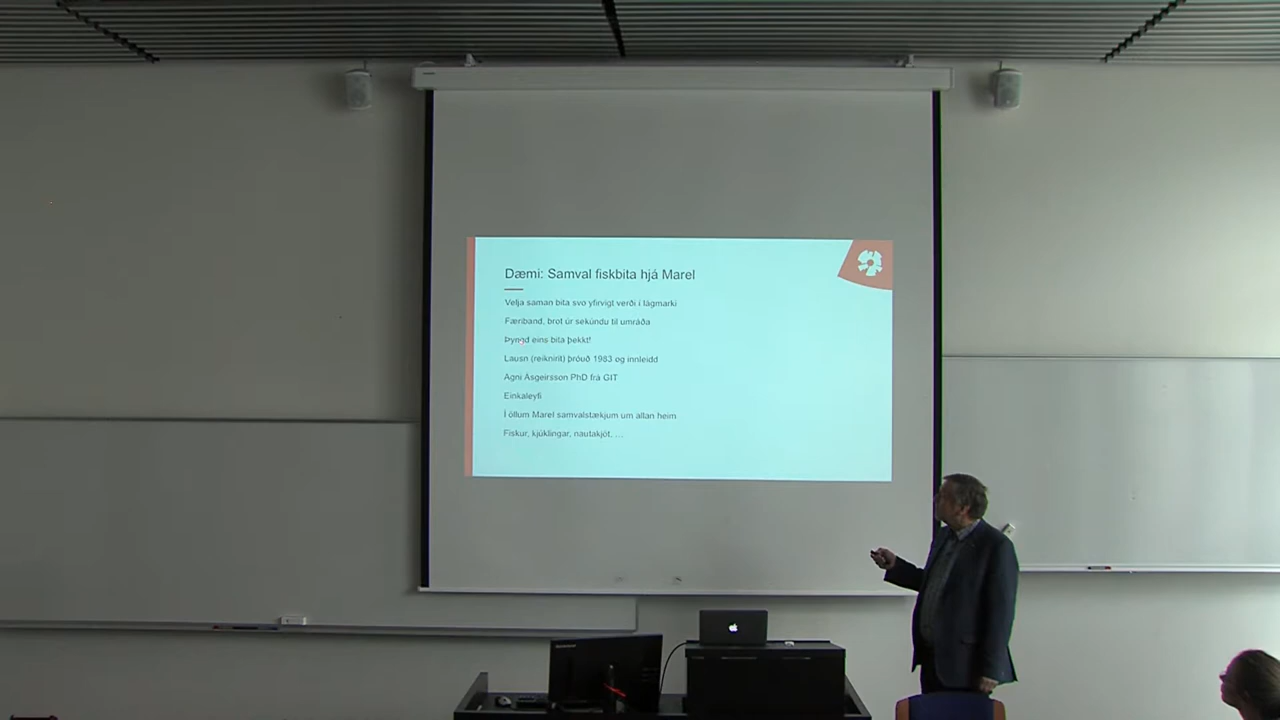 Dæmi: Samval fiskbita hjá Marel
Velja saman bita svo yfirvigt verði í lágmarki
Færiband, brot úr sekúndu til umráða
Þyngd eins bita þekkt!
Lausn (reiknirit) þróuð 1983 og innleidd
Agni Ásgeirsson PhD frá GIT
Einkaleyfi
Í öllum Marel samvalstækjum um allan heim
Fiskur, kjúklingar, nautakjöt, ...